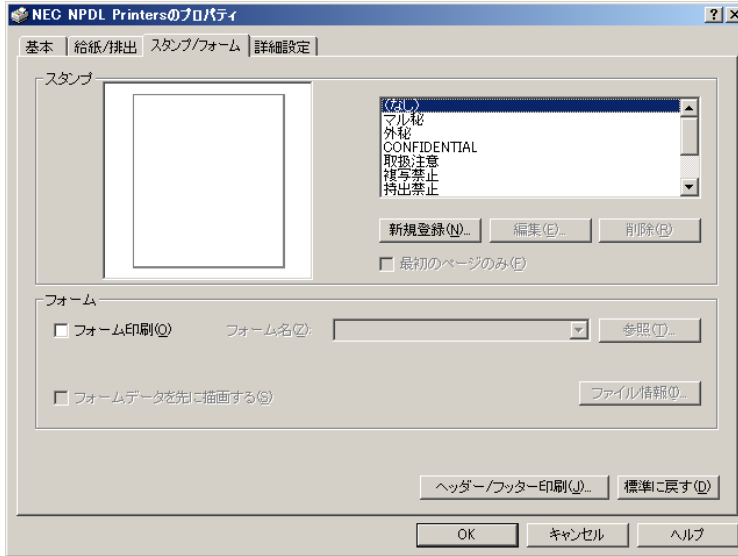 NEC NPDL Printersのプロパティ
基本 給紙/排出 スタンプ/フォーム 詳細設定
スタンプ
(なし)
マル秘
外秘
CONFIDENTIAL
取扱注意
複写禁止
持出禁止
新規登録(N)... 編集(E)... 削除(R)
最初のページのみ(F)
フォーム
フォーム印刷(O) フォーム名(Z): 参照(T)...
フォームデータを先に描画する(S) ファイル情報(I)...
ヘッダー/フッター印刷(J)... 標準に戻す(D)
OK キャンセル ヘルプ